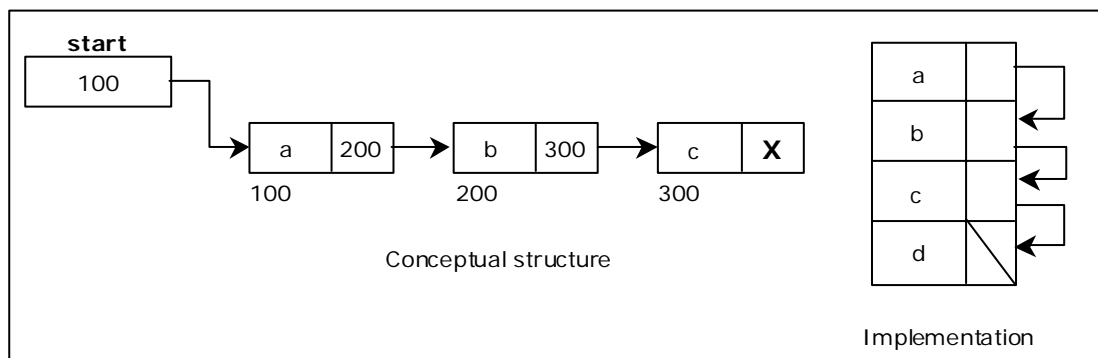 start
100
a 200 b 300 c X
100 200 300
Conceptual structure
a
b
c
d
Implementation